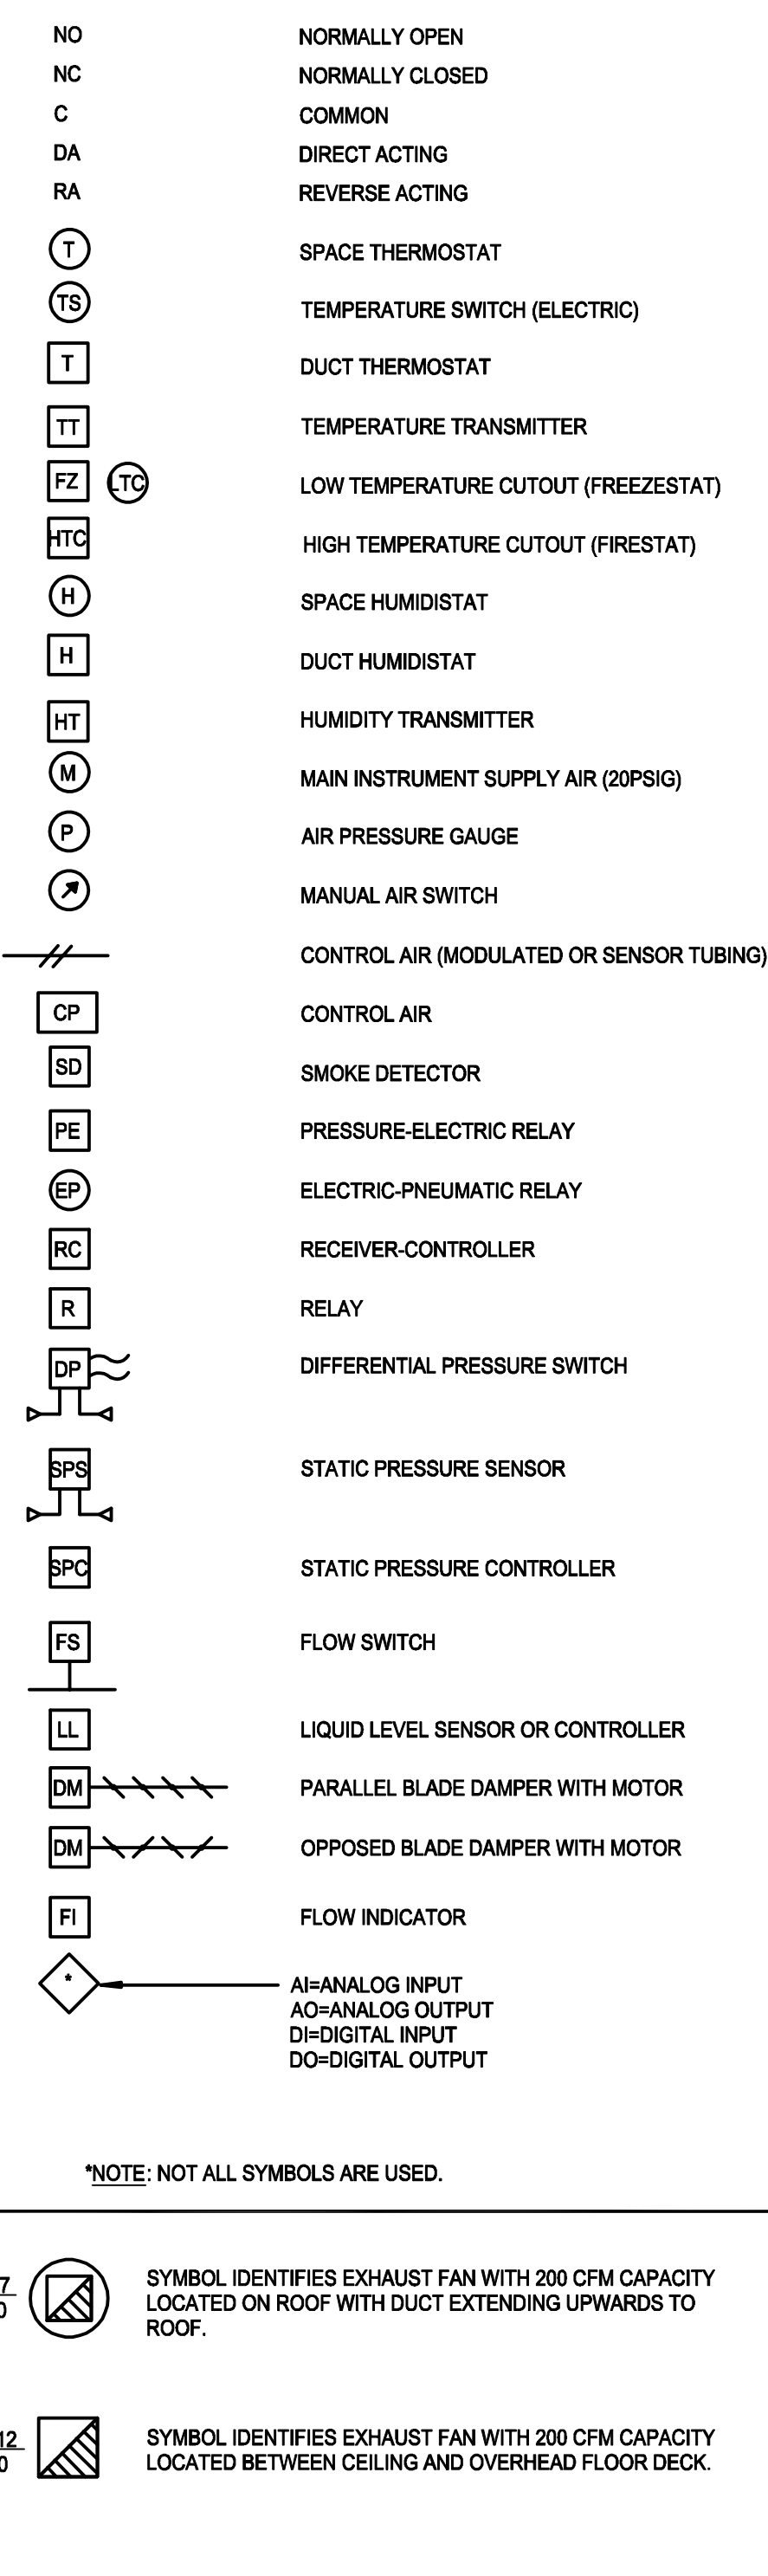 NO NORMALLY OPEN
NC NORMALLY CLOSED
C COMMON
DA DIRECT ACTING
RA REVERSE ACTING
T SPACE THERMOSTAT
TS TEMPERATURE SWITCH (ELECTRIC)
T DUCT THERMOSTAT
TT TEMPERATURE TRANSMITTER
FZ LTC LOW TEMPERATURE CUTOUT (FREEZESTAT)
HTC HIGH TEMPERATURE CUTOUT (FIRESTAT)
H SPACE HUMIDISTAT
H DUCT HUMIDISTAT
HT HUMIDITY TRANSMITTER
M MAIN INSTRUMENT SUPPLY AIR (20PSIG)
P AIR PRESSURE GAUGE
MANUAL AIR SWITCH
CONTROL AIR (MODULATED OR SENSOR TUBING)
CP CONTROL AIR
SD SMOKE DETECTOR
PE PRESSURE-ELECTRIC RELAY
EP ELECTRIC-PNEUMATIC RELAY
RC RECEIVER-CONTROLLER
R RELAY
DP DIFFERENTIAL PRESSURE SWITCH
SPS STATIC PRESSURE SENSOR
SPC STATIC PRESSURE CONTROLLER
FS FLOW SWITCH
LL LIQUID LEVEL SENSOR OR CONTROLLER
DM PARALLEL BLADE DAMPER WITH MOTOR
DM OPPOSED BLADE DAMPER WITH MOTOR
FI FLOW INDICATOR
* AI=ANALOG INPUT
AO=ANALOG OUTPUT
DI=DIGITAL INPUT
DO=DIGITAL OUTPUT
*NOTE: NOT ALL SYMBOLS ARE USED.
SYMBOL IDENTIFIES EXHAUST FAN WITH 200 CFM CAPACITY
LOCATED ON ROOF WITH DUCT EXTENDING UPWARDS TO
ROOF.
SYMBOL IDENTIFIES EXHAUST FAN WITH 200 CFM CAPACITY
LOCATED BETWEEN CEILING AND OVERHEAD FLOOR DECK.